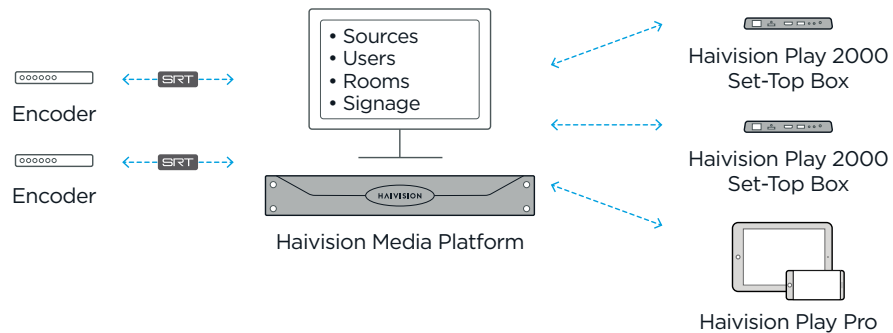 • Sources
• Users
• Rooms
• Signage
SRT
Encoder
SRT
Encoder
HAIVISION
Haivision Media Platform
Haivision Play 2000
Set-Top Box
Haivision Play 2000
Set-Top Box
Haivision Play Pro